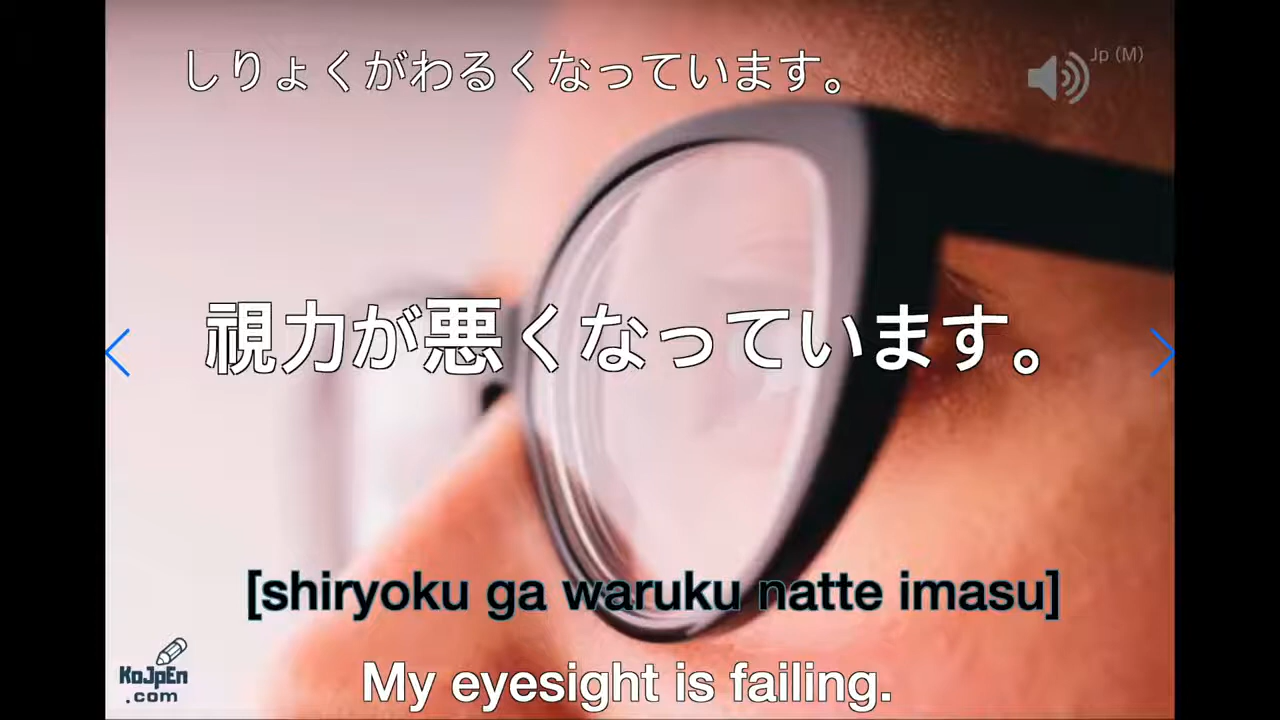 しりょくがわるくなっています。
Jp (M)
視力が悪くなっています。
[shiryoku ga waruku natte imasu]
KoJpEn
.com
My eyesight is failing.